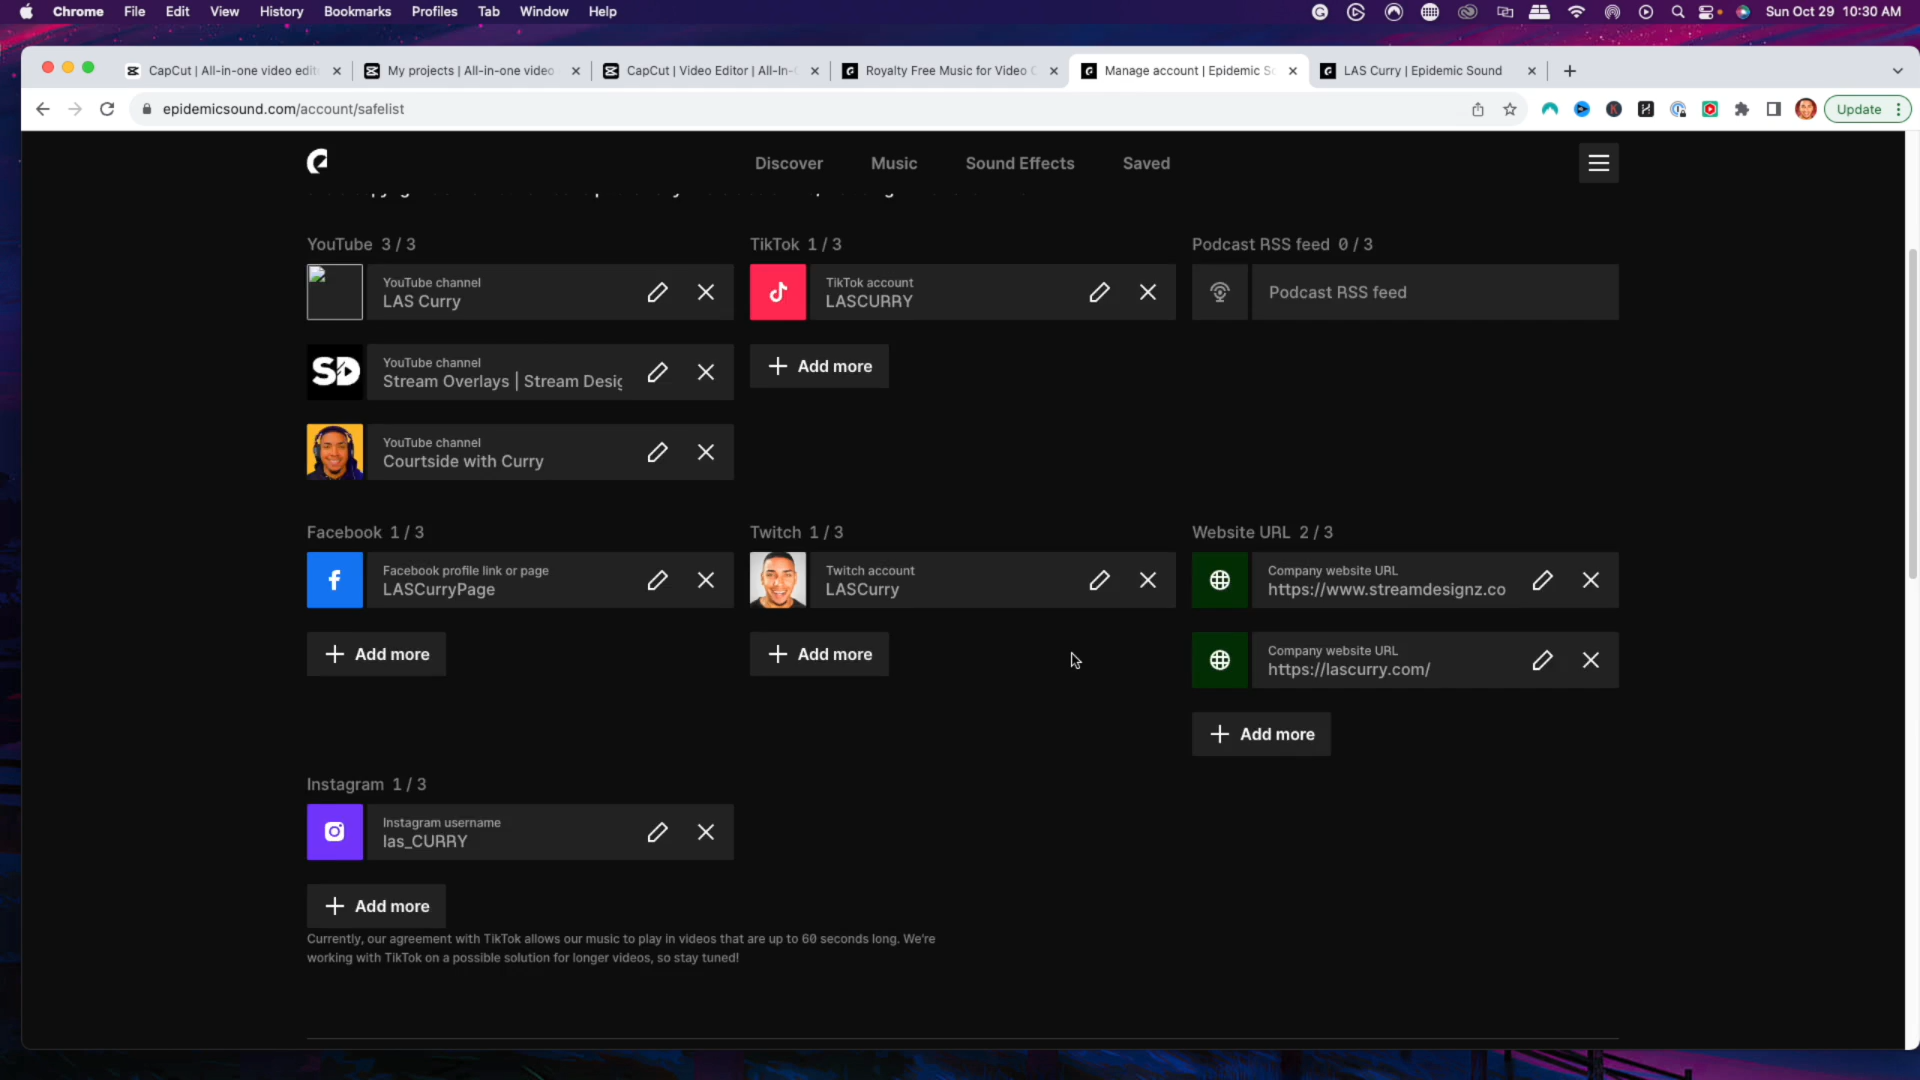 Chrome File Edit View History Bookmarks Profiles Tab Window Help Sun Oct 29 10:30 AM
CapCut | All-in-one video edit My projects | All-in-one video CapCut | Video Editor | All-In- Royalty Free Music for Video Manage account | Epidemic LAS Curry | Epidemic Sound
epidemicsound.com/account/safelist Update
Discover Music Sound Effects Saved
YouTube 3 / 3 TikTok 1 / 3 Podcast RSS feed 0 / 3
YouTube channel TikTok account
LAS Curry LASCURRY Podcast RSS feed
Add more
SD YouTube channel
Stream Overlays | Stream Desig
YouTube channel
Courtside with Curry
Facebook 1 / 3 Twitch 1 / 3 Website URL 2 / 3
Facebook profile link or page Twitch account Company website URL
LASCurryPage LASCurry https://www.streamdesignz.co
Add more Add more Company website URL
https://lascurry.com/
Add more
Instagram 1 / 3
Instagram username
las_CURRY
Add more
Currently, our agreement with TikTok allows our music to play in videos that are up to 60 seconds long. We're
working with TikTok on a possible solution for longer videos, so stay tuned!